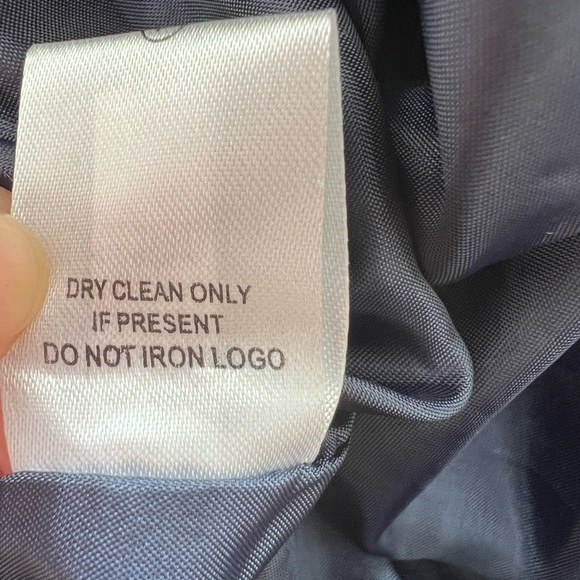 DRY CLEAN ONLY
IF PRESENT
DO NOT IRON LOGO